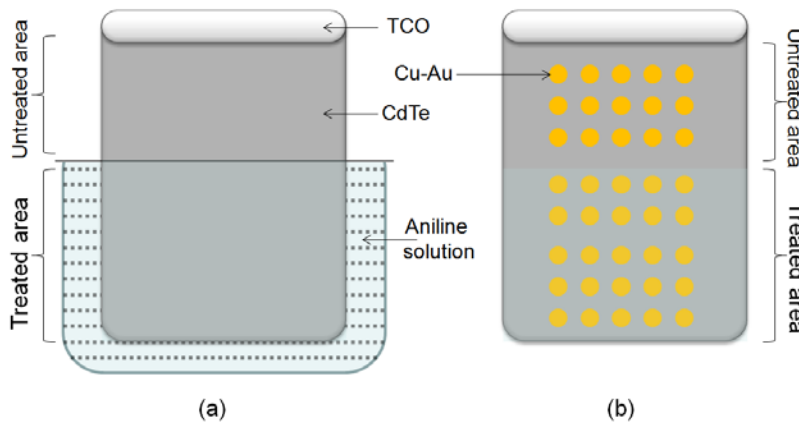 TCO
Untreated area
Cu-Au
CdTe
Untreated area
Treated area
Aniline
solution
Treated area
(a)
(b)